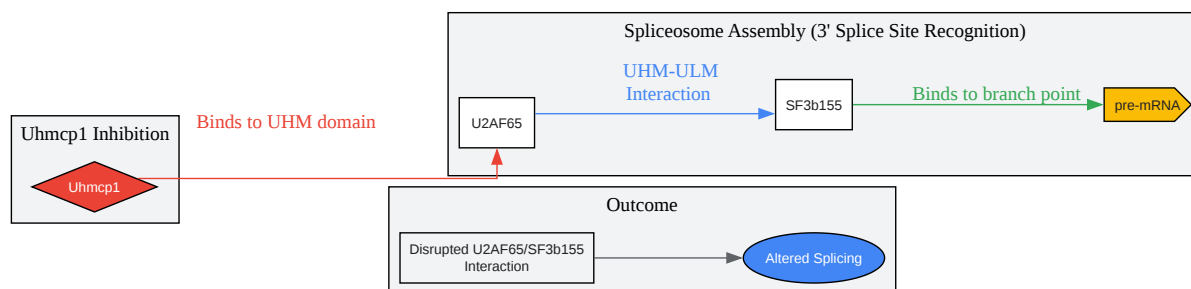 Spliceosome Assembly (3' Splice Site Recognition)
UHM-ULM
Interaction
U2AF65
SF3b155
Binds to branch point
pre-mRNA
Uhmcp1 Inhibition
Binds to UHM domain
Uhmcp1
Outcome
Disrupted U2AF65/SF3b155
Interaction
Altered Splicing